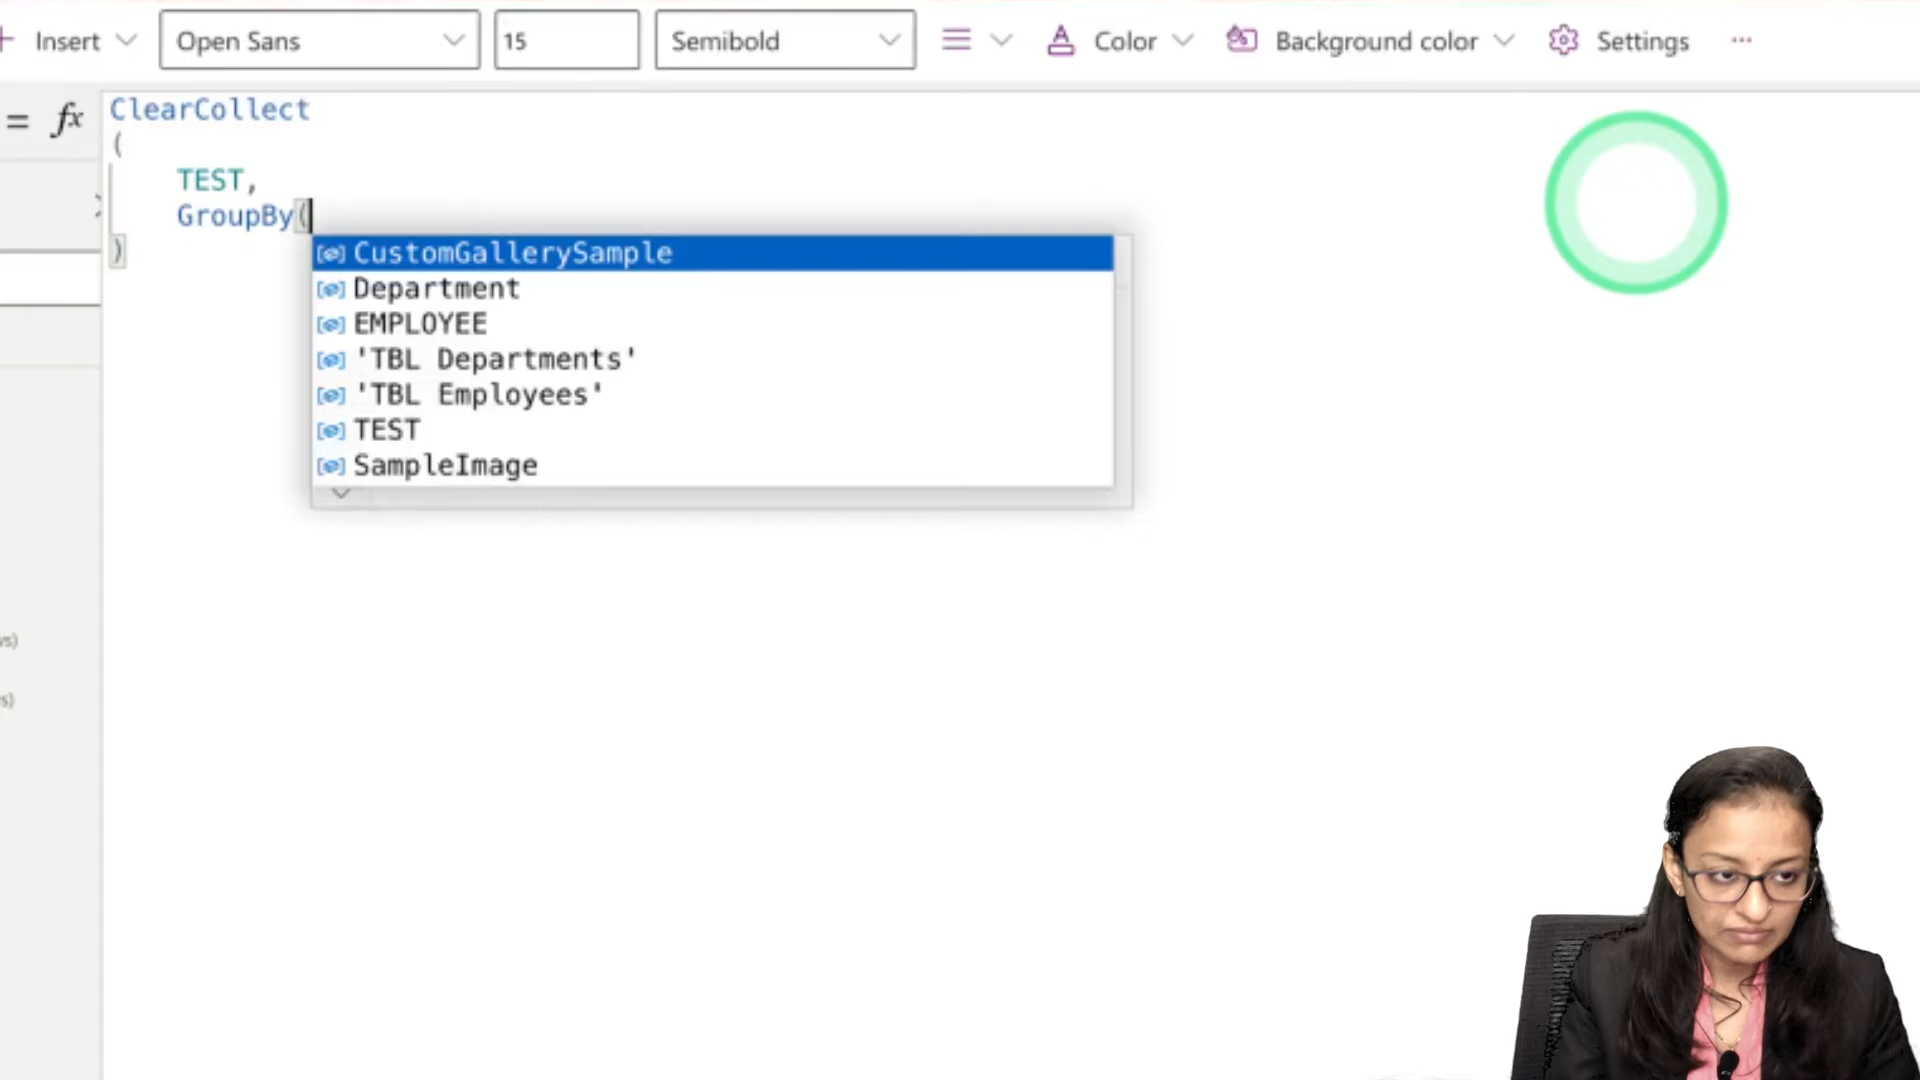 Insert
Open Sans
15
Semibold
Color
Background color
Settings
...
= fx
ClearCollect
(
TEST,
GroupBy(
)
CustomGallerySample
Department
EMPLOYEE
'TBL Departments'
'TBL Employees'
TEST
SampleImage
s)